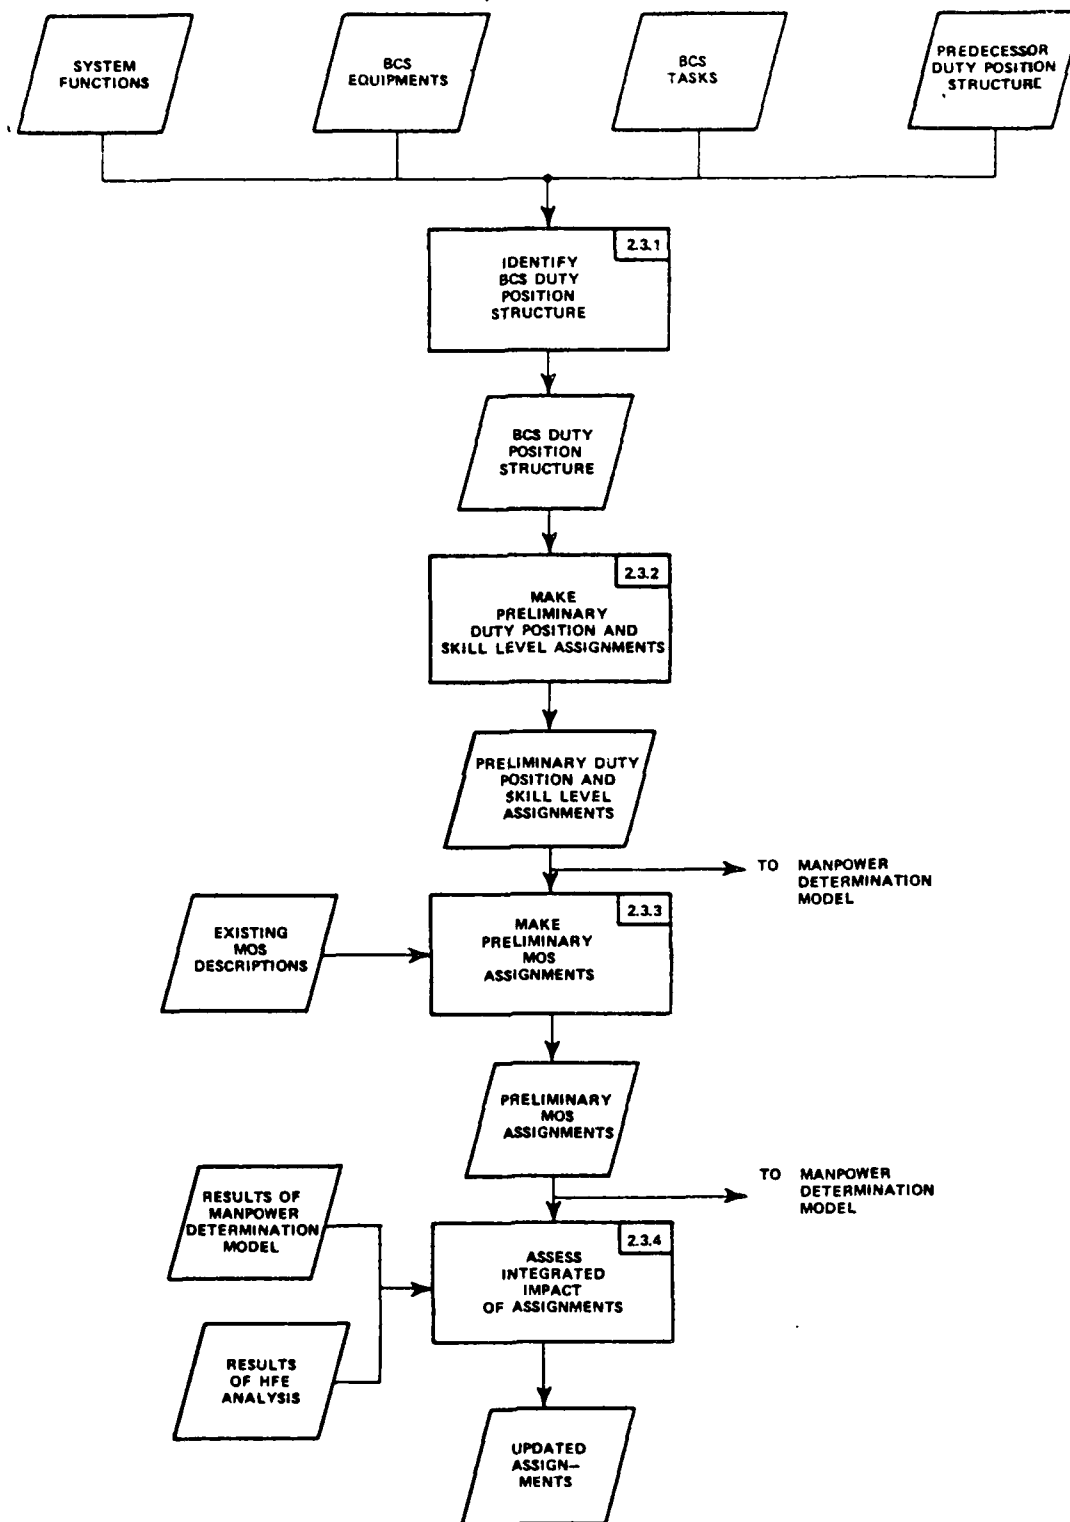 SYSTEM
FUNCTIONS
BCS
EQUIPMENTS
BCS
TASKS
PREDECESSOR
DUTY POSITION
STRUCTURE
2.3.1
IDENTIFY
BCS DUTY
POSITION
STRUCTURE
BCS DUTY
POSITION
STRUCTURE
2.3.2
MAKE
PRELIMINARY
DUTY POSITION AND
SKILL LEVEL ASSIGNMENTS
PRELIMINARY DUTY
POSITION AND
SKILL LEVEL
ASSIGNMENTS
TO MANPOWER
DETERMINATION
MODEL
EXISTING
MOS
DESCRIPTIONS
2.3.3
MAKE
PRELIMINARY
MOS
ASSIGNMENTS
PRELIMINARY
MOS
ASSIGNMENTS
TO MANPOWER
DETERMINATION
MODEL
RESULTS OF
MANPOWER
DETERMINATION
MODEL
2.3.4
ASSESS
INTEGRATED
IMPACT
OF ASSIGNMENTS
RESULTS
OF HFE
ANALYSIS
UPDATED
ASSIGN—
MENTS